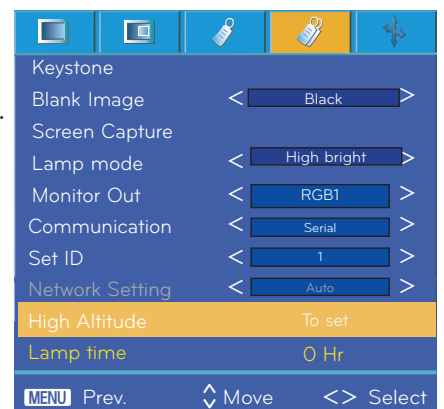 Keystone
Blank Image < Black >
Screen Capture
Lamp mode < High bright >
Monitor Out < RGB1 >
Communication < Serial >
Set ID < 1 >
Network Setting < Auto >
High Altitude To set
Lamp time 0 Hr
MENU Prev. Move <> Select